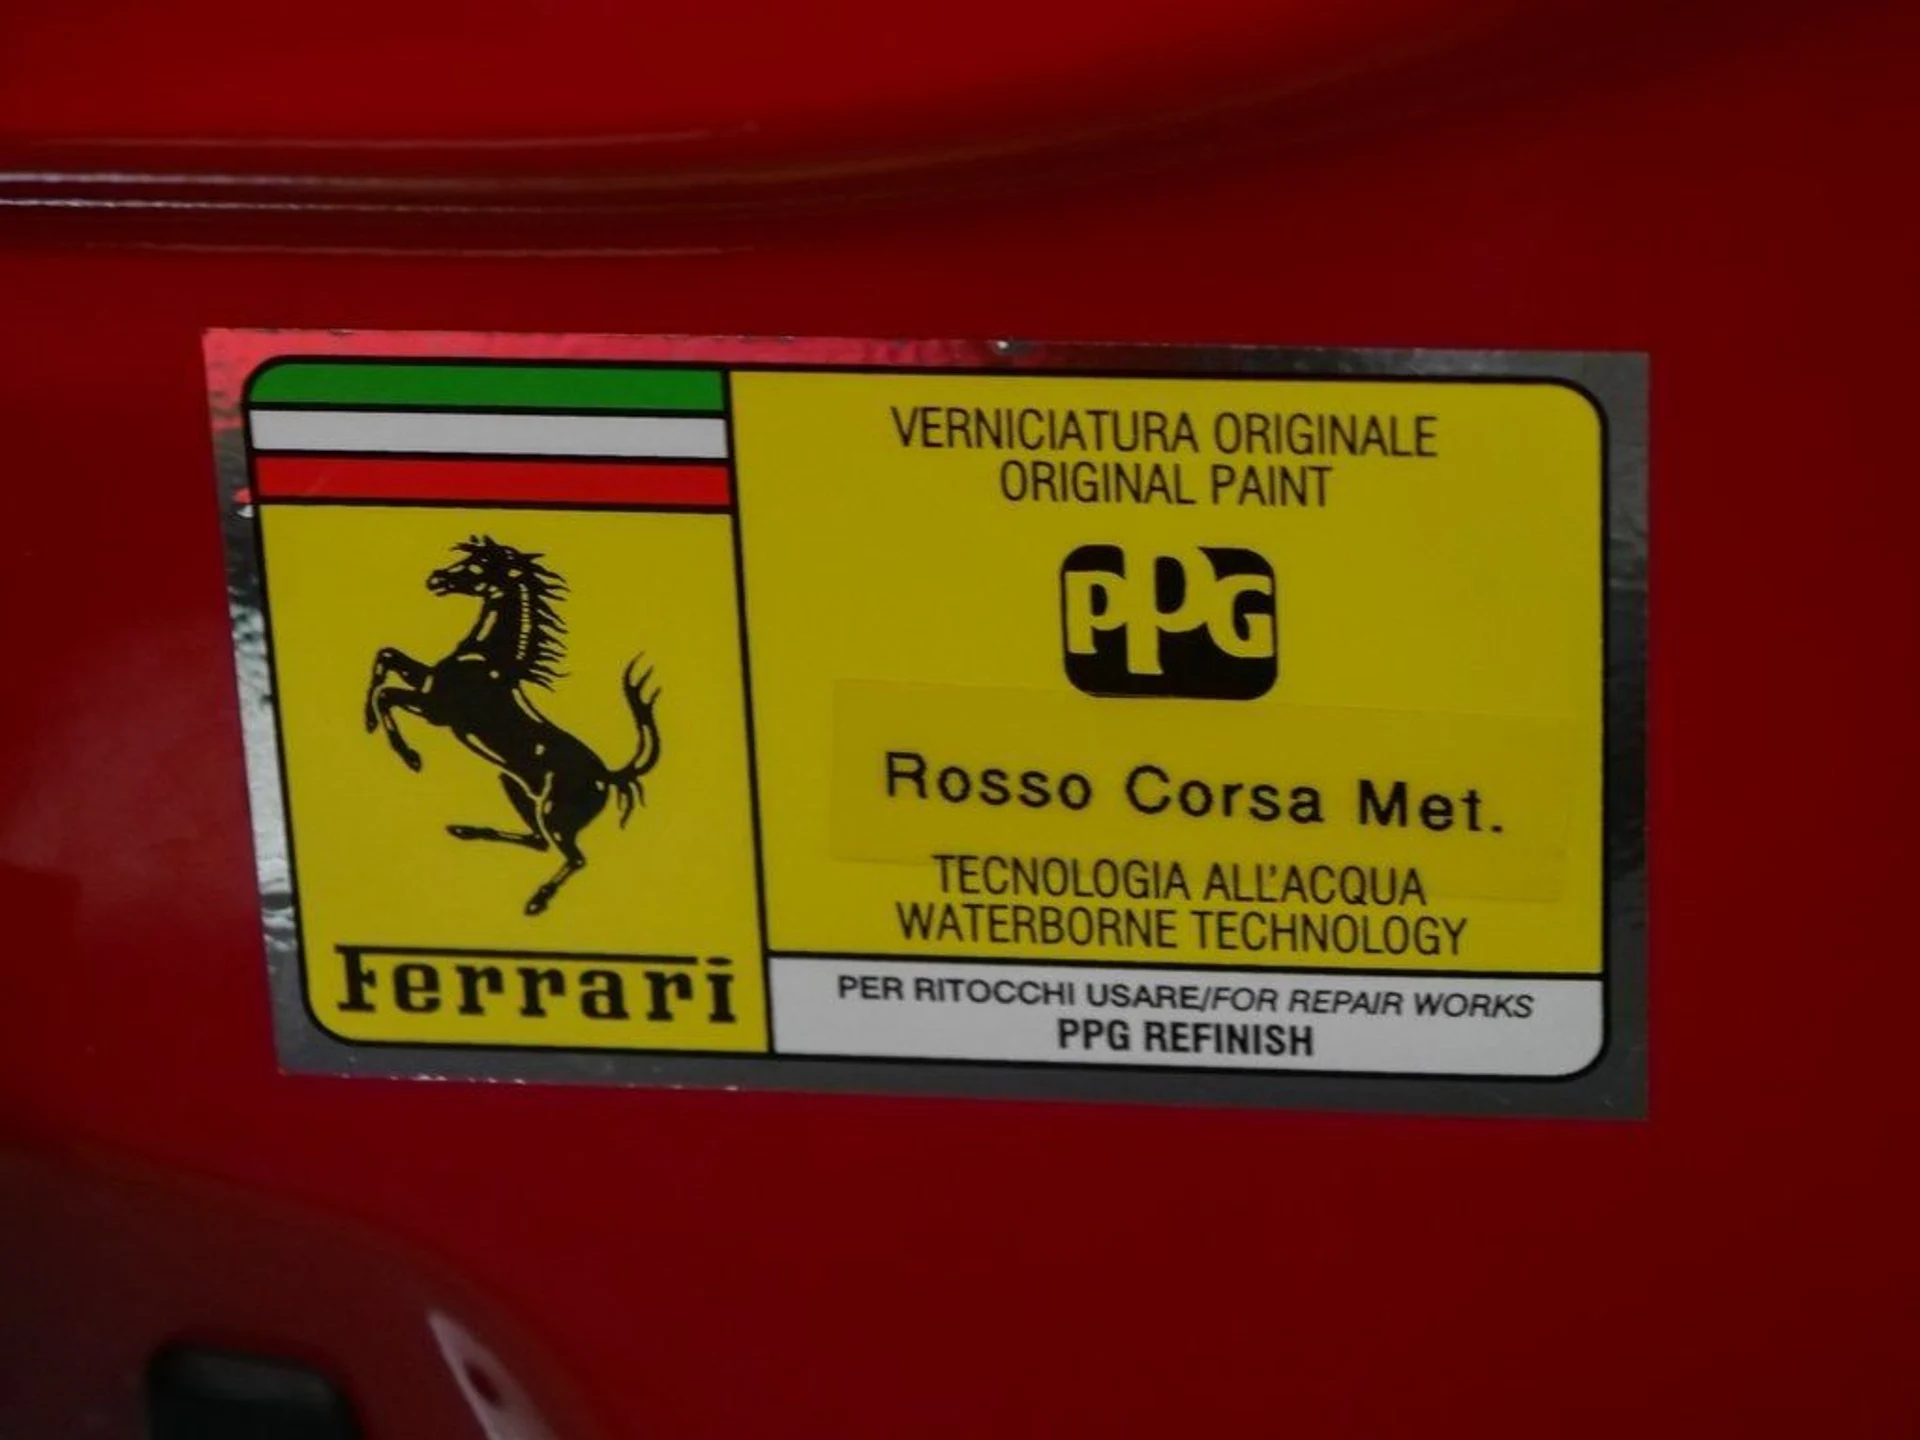 VERNICIATURA ORIGINALE
ORIGINAL PAINT
PPG
Rosso Corsa Met.
TECNOLOGIA ALL'ACQUA
WATERBORNE TECHNOLOGY
Ferrari
PER RITOCCHI USARE/FOR REPAIR WORKS
PPG REFINISH